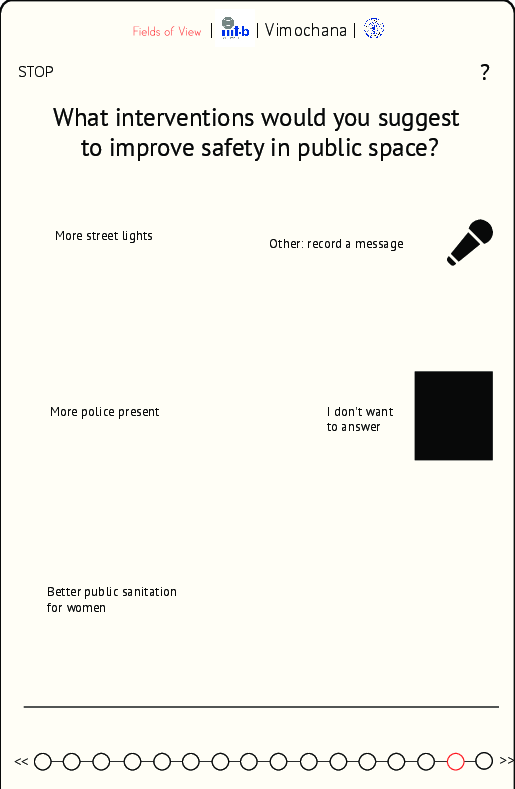 Fields of View | iiit-b | Vimochana |
STOP
?
What interventions would you suggest
to improve safety in public space?
More street lights
Other: record a message
More police present
I don't want
to answer
Better public sanitation
for women
<< >>